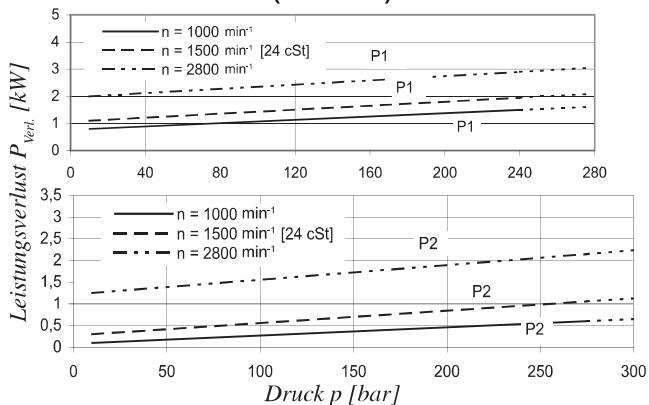 5
4
3
2
1
0
n = 1000 min-1
n = 1500 min-1 [24 cSt]
n = 2800 min-1
P1
P1
P1
0 40 80 120 160 200 240 280
Leistungsverlust P Verl. [kW]
3,5
3
2,5
2
1,5
1
0,5
0
n = 1000 min-1
n = 1500 min-1 [24 cSt]
n = 2800 min-1
P2
P2
P2
0 50 100 150 200 250 300
Druck p [bar]